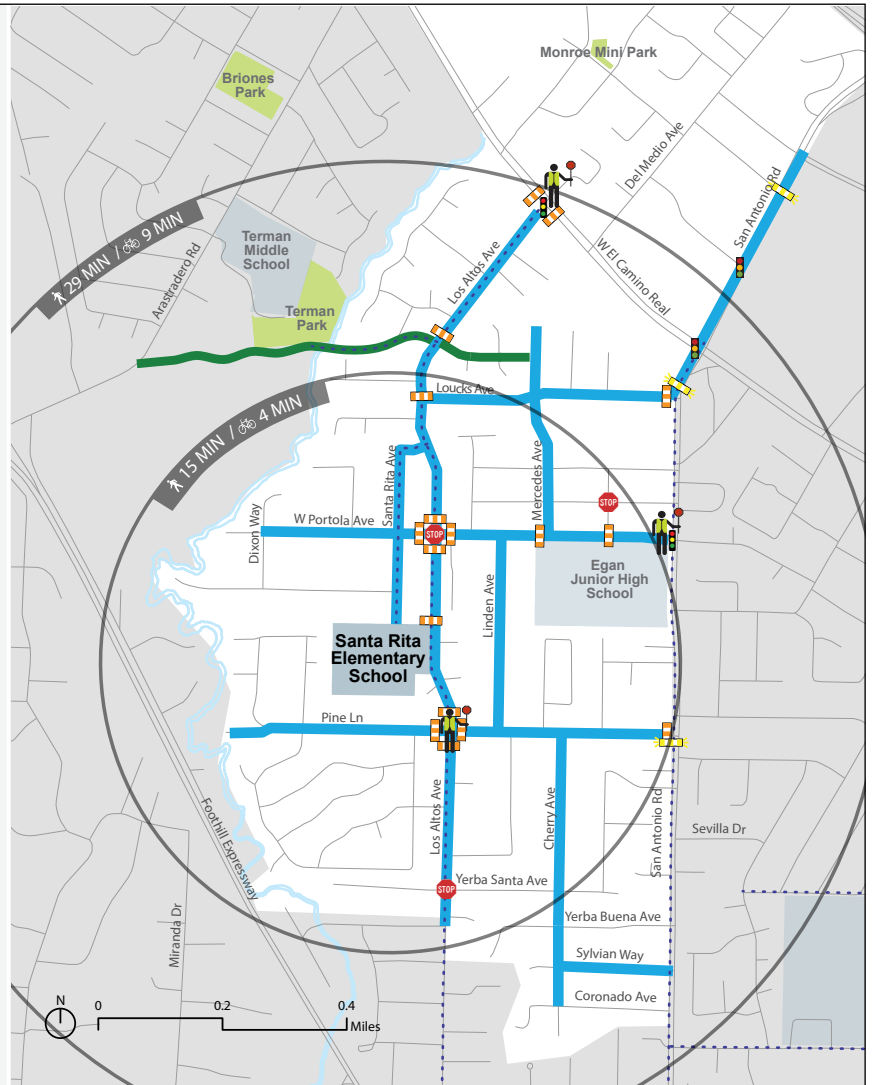 Monroe Mini Park
Briones
Park
Del Medio Ave
San Antonio Rd
29 MIN / 9 MIN
Terman
Middle
School
Arastradero Rd
Los Altos Ave
W El Camino Real
Terman
Park
15 MIN / 4 MIN
Loucks Ave
Santa Rita Ave
Mercedes Ave
STOP
Dixon Way
W Portola Ave
STOP
Egan
Junior High
School
Linden Ave
Santa Rita
Elementary
School
Pine Ln
Los Altos Ave
Cherry Ave
San Antonio Rd
Foothill Expressway
Sevilla Dr
STOP
Yerba Santa Ave
Miranda Dr
Yerba Buena Ave
Sylvian Way
Coronado Ave
N
0 0.2 0.4
Miles